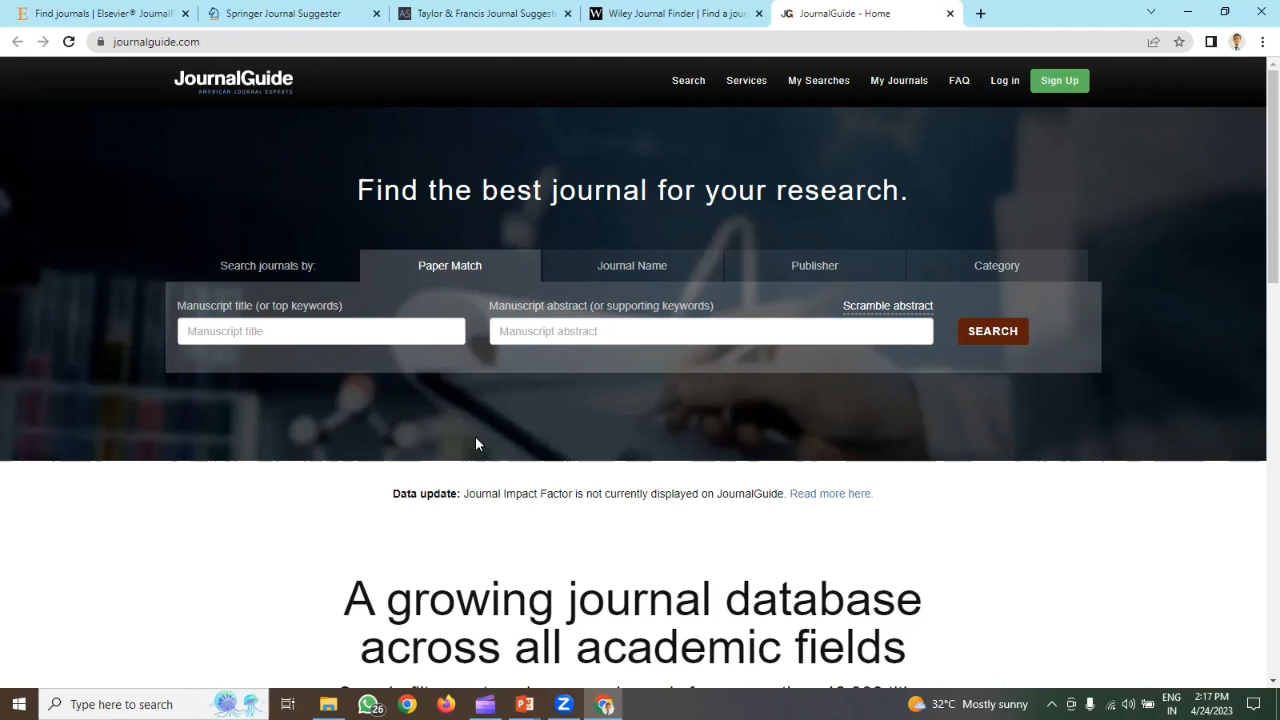 Find journals | Elsevier® Journal
Springer Journal Suggester
Taylor & Francis Journal Suggest
Wiley Journal Finder | Find a jour
JournalGuide - Home
journalguide.com
JournalGuide
AMERICAN JOURNAL EXPERTS
Search Services My Searches My Journals FAQ Log in Sign Up
Find the best journal for your research.
Search journals by: Paper Match Journal Name Publisher Category
Manuscript title (or top keywords) Manuscript abstract (or supporting keywords) Scramble abstract
Manuscript title Manuscript abstract SEARCH
Data update: Journal Impact Factor is not currently displayed on JournalGuide. Read more here.
A growing journal database
across all academic fields
Type here to search
26
32°C Mostly sunny
ENG
IN
2:17 PM
4/24/2023